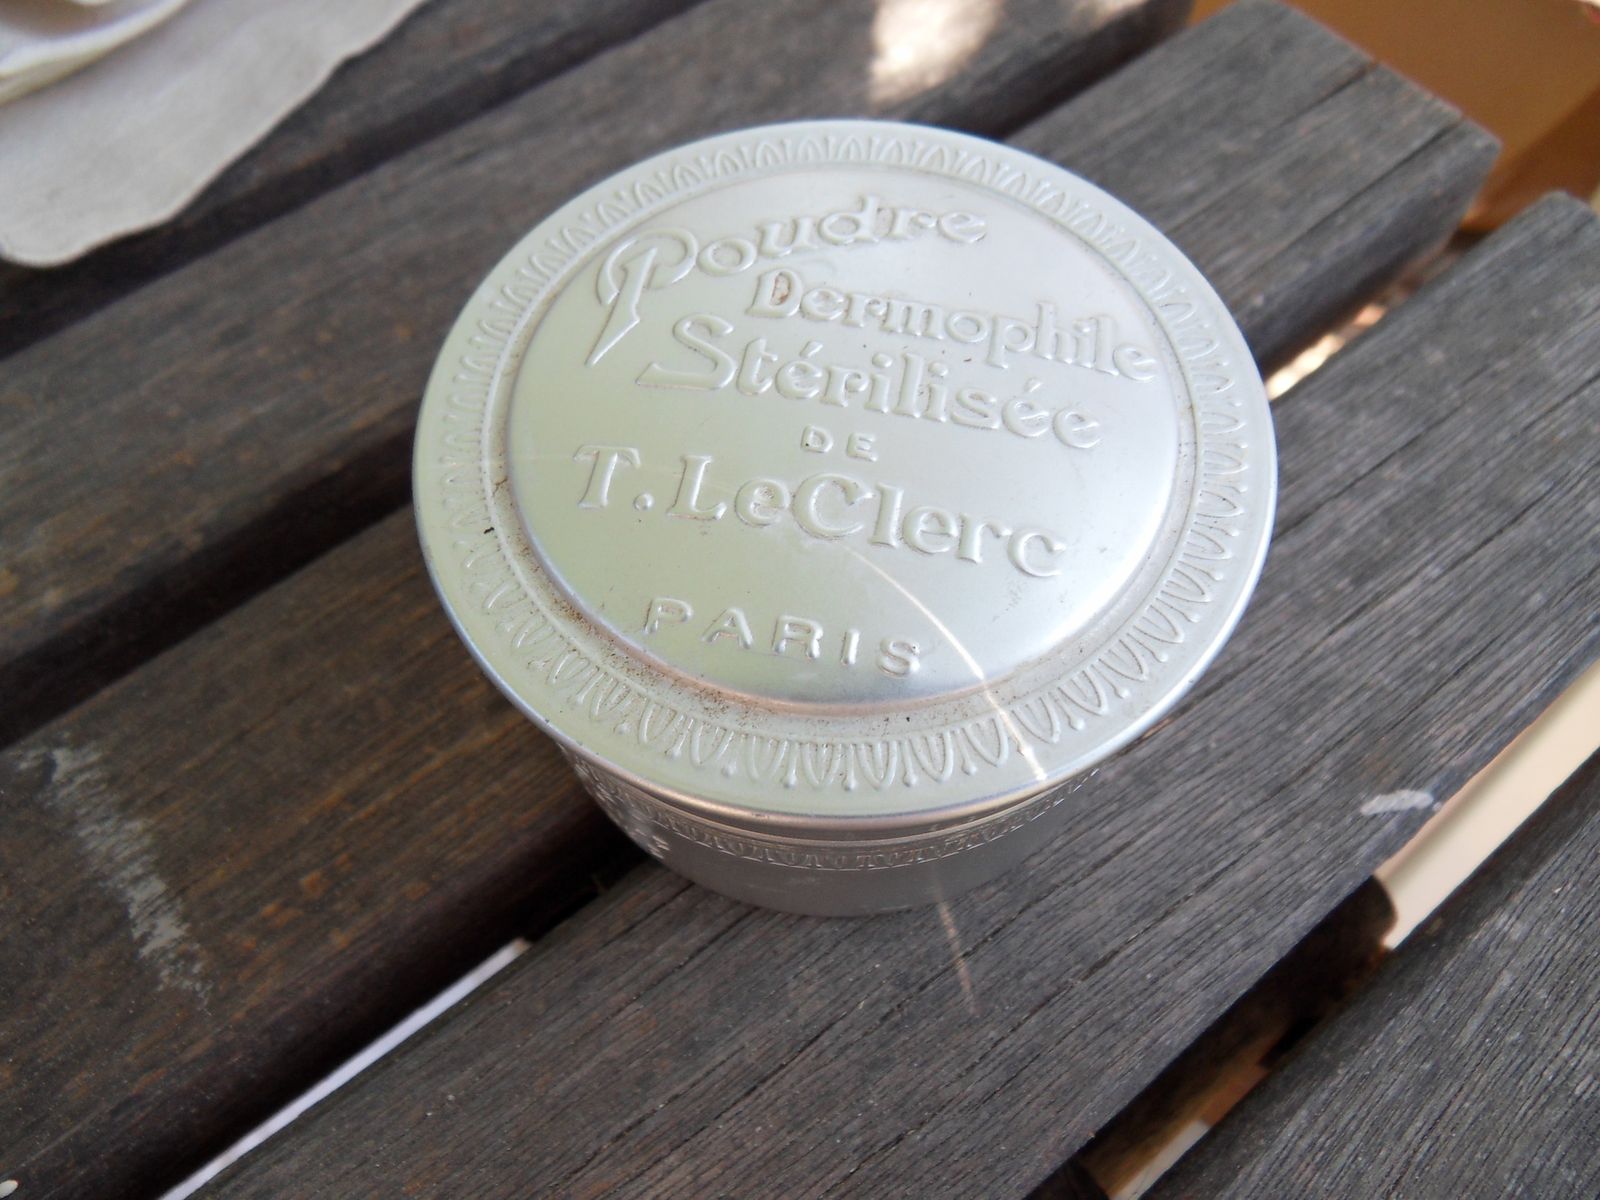 Poudre
Dermophile
Stérilisée
DE
T. LeClerc
PARIS